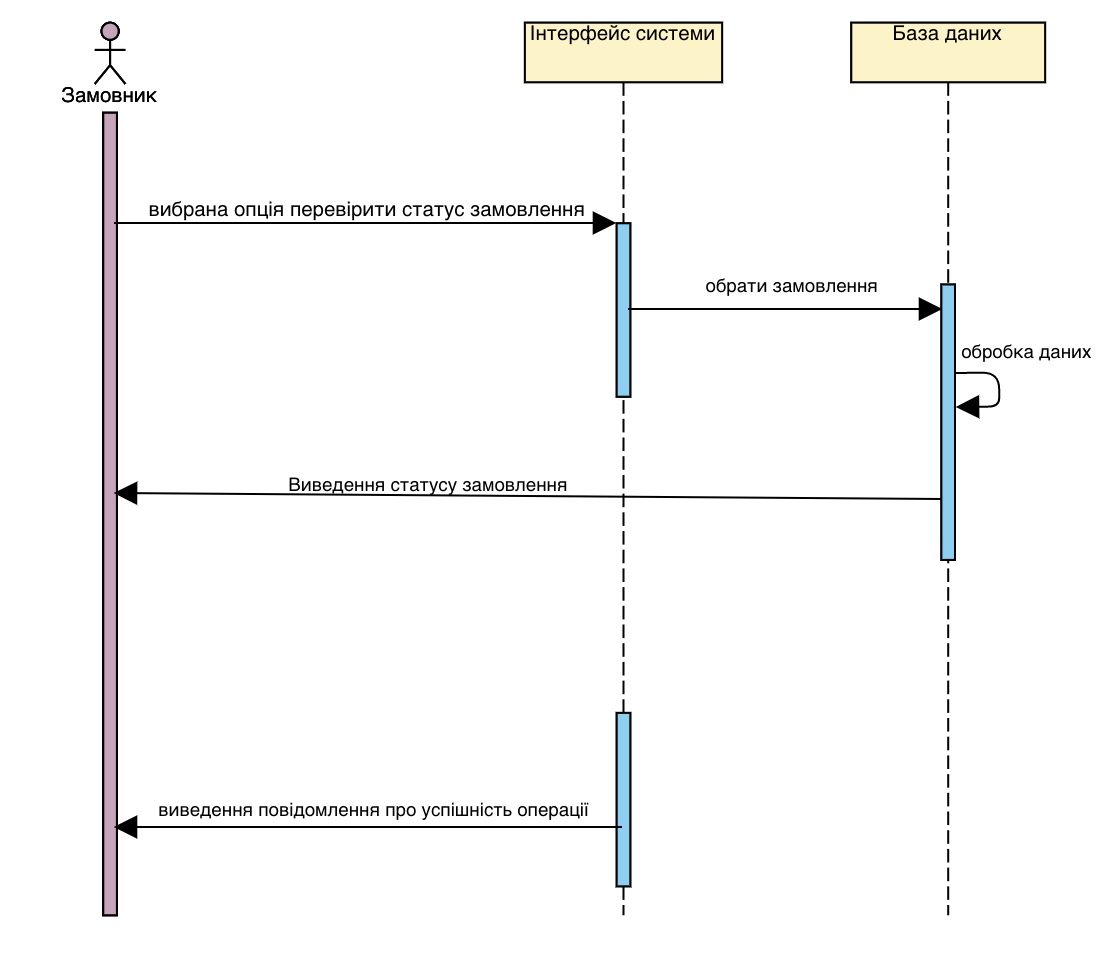 Замовник
Інтерфейс системи
База даних
вибрана опція перевірити статус замовлення
обрати замовлення
обробка даних
Виведення статусу замовлення
виведення повідомлення про успішність операції